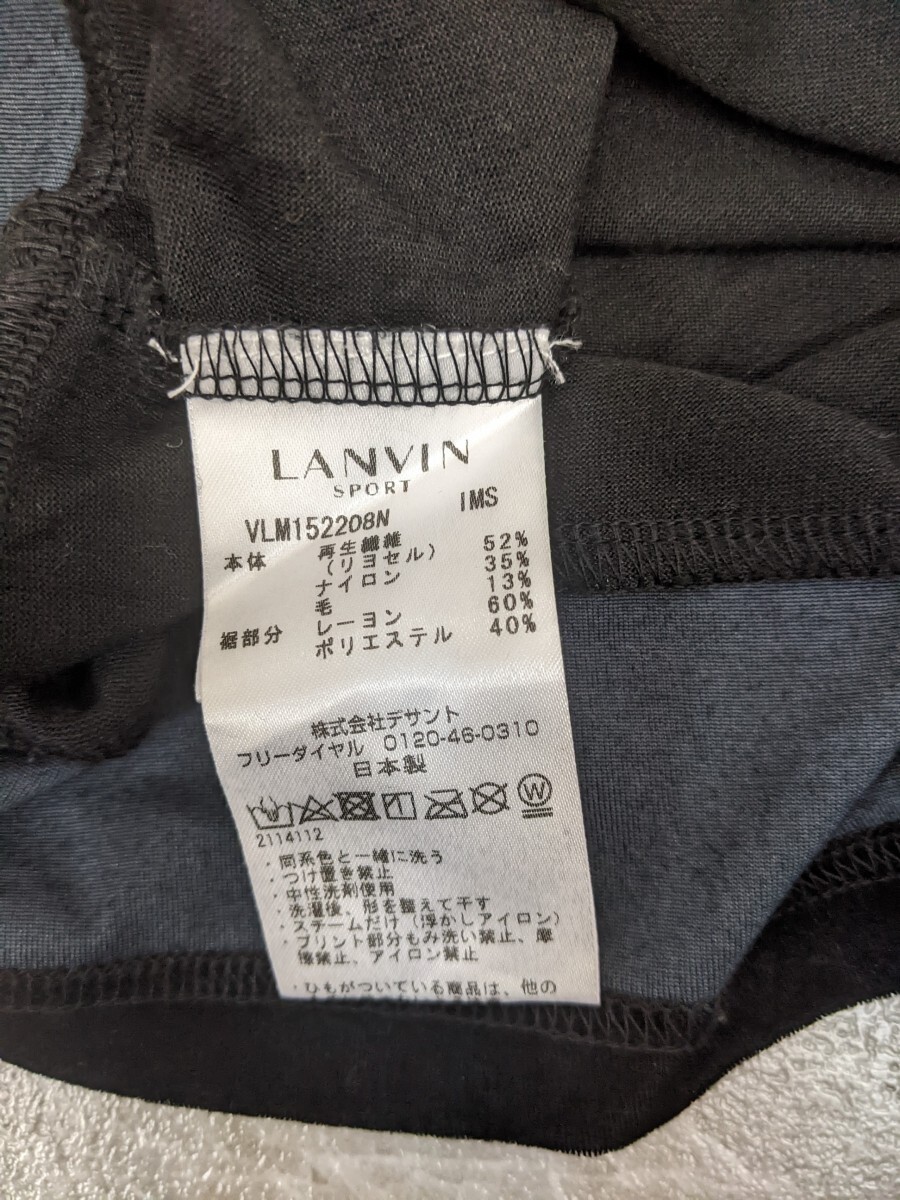 LANVIN
SPORT
VLM152208N IMS
本体 再生繊維 52%
(リヨセル)
ナイロン 35%
毛 13%
裾部分 レーヨン 60%
ポリエステル 40%
株式会社デサント
フリーダイヤル 0120-46-0310
日本製
W
2114112
・同系色と一緒に洗う
・つけ置き禁止
・中性洗剤使用
・洗濯後、形を整えて干す
・スチームだけ(浮かしアイロン)
・プリント部分もみ洗い禁止、摩
擦禁止、アイロン禁止
・ひもがついている商品は、他の